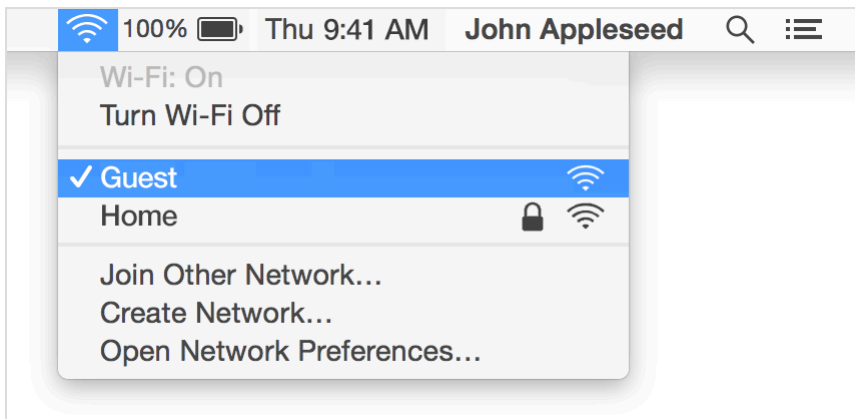 100% Thu 9:41 AM John Appleseed
Wi-Fi: On
Turn Wi-Fi Off
✓ Guest
Home
Join Other Network…
Create Network…
Open Network Preferences…